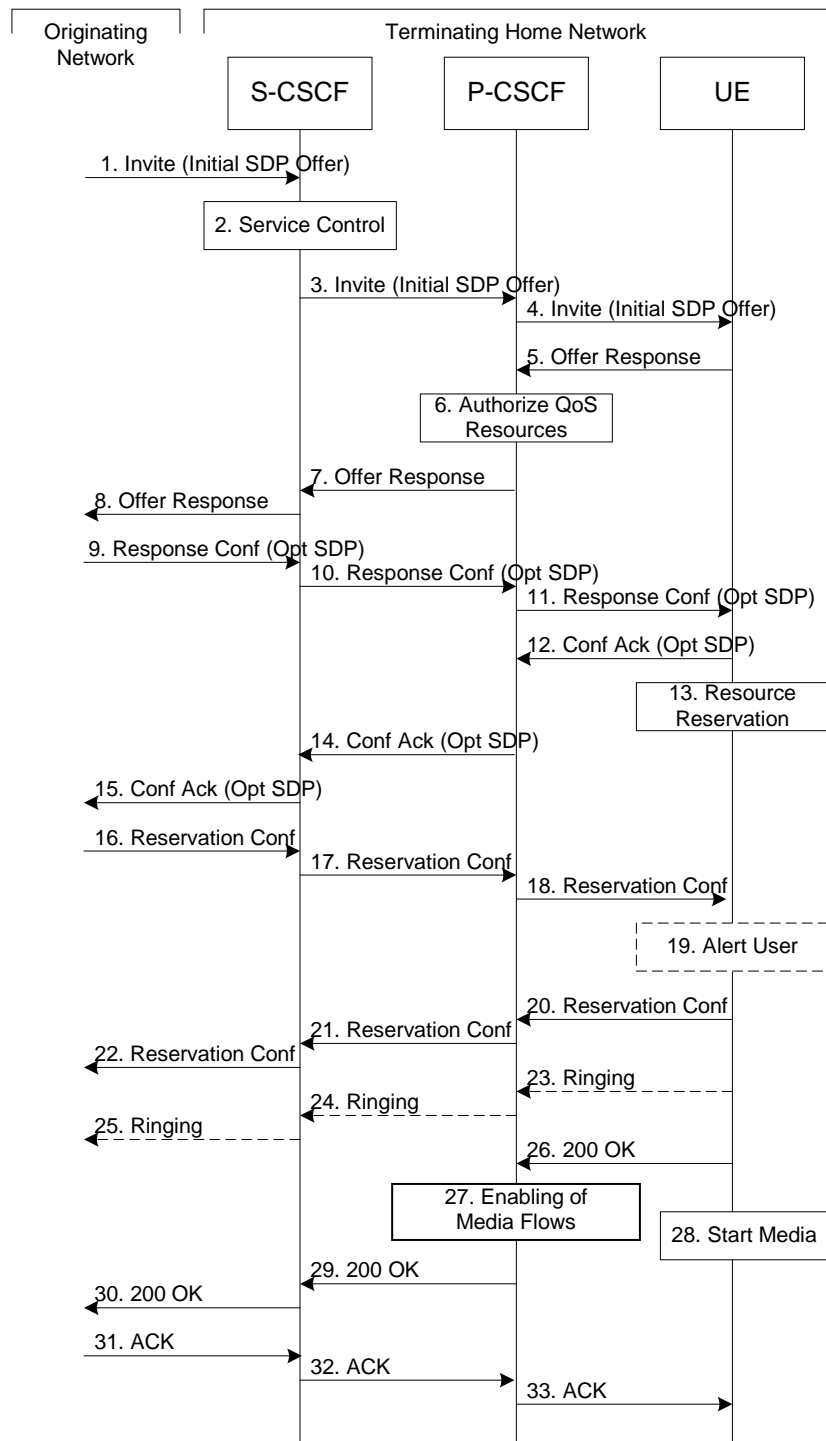 Originating
Network
Terminating Home Network
S-CSCF
P-CSCF
UE
1. Invite (Initial SDP Offer)
2. Service Control
3. Invite (Initial SDP Offer)
4. Invite (Initial SDP Offer)
5. Offer Response
6. Authorize QoS
Resources
7. Offer Response
8. Offer Response
9. Response Conf (Opt SDP)
10. Response Conf (Opt SDP)
11. Response Conf (Opt SDP)
12. Conf Ack (Opt SDP)
13. Resource
Reservation
14. Conf Ack (Opt SDP)
15. Conf Ack (Opt SDP)
16. Reservation Conf
17. Reservation Conf
18. Reservation Conf
19. Alert User
20. Reservation Conf
21. Reservation Conf
22. Reservation Conf
23. Ringing
24. Ringing
25. Ringing
26. 200 OK
27. Enabling of
Media Flows
28. Start Media
29. 200 OK
30. 200 OK
31. ACK
32. ACK
33. ACK